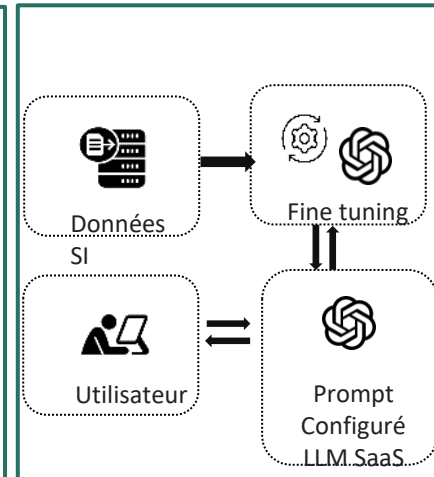 Données
SI
Fine tuning
Utilisateur
Prompt
Configuré
LLM SaaS